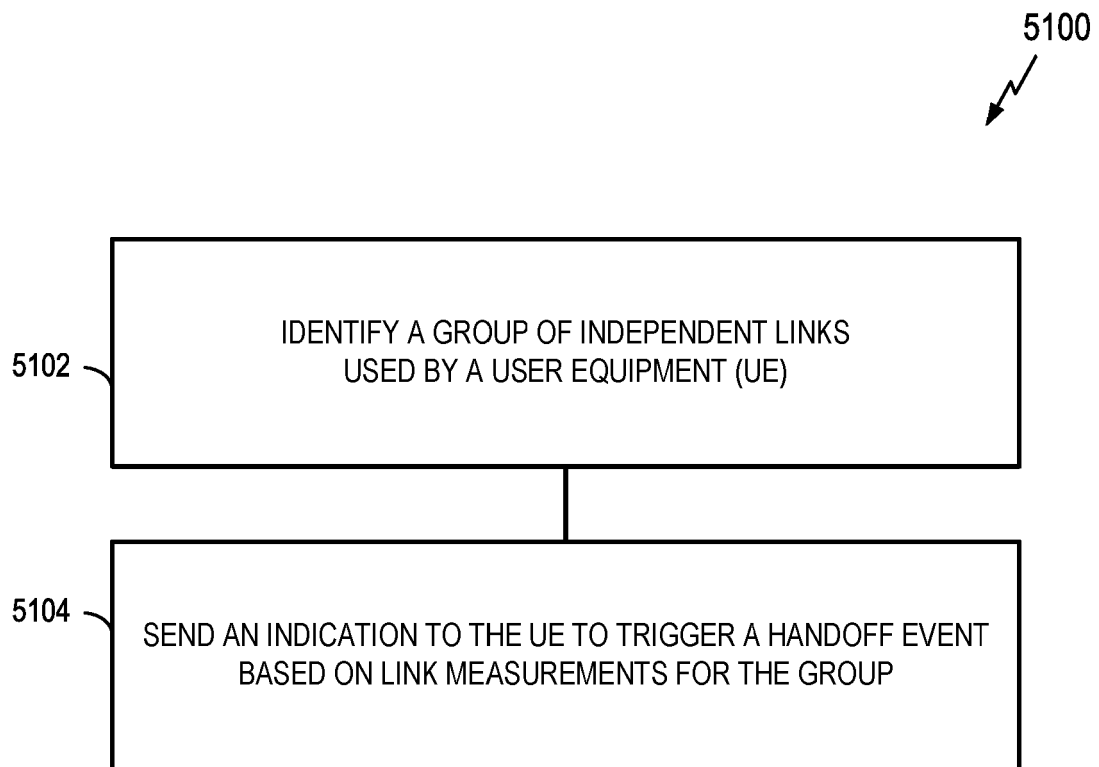 5100
IDENTIFY A GROUP OF INDEPENDENT LINKS
USED BY A USER EQUIPMENT (UE)
5102
5104
SEND AN INDICATION TO THE UE TO TRIGGER A HANDOFF EVENT
BASED ON LINK MEASUREMENTS FOR THE GROUP